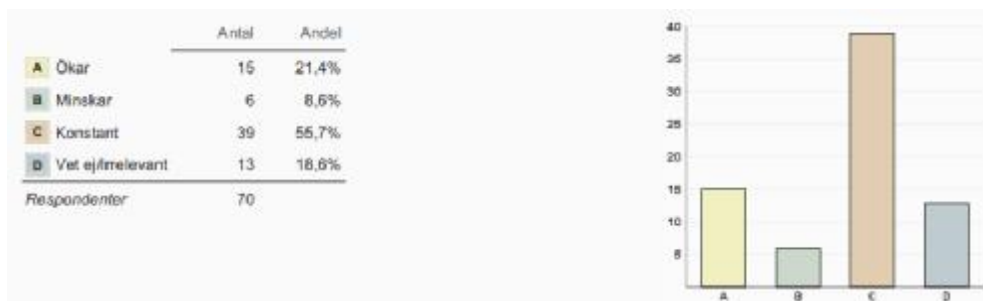 Antal Andel
A Ökar 15 21,4%
B Minskar 6 8,6%
C Konstant 39 55,7%
D Vet ej/Irrelevant 13 18,6%
Respondenter 70
40
35
30
25
20
15
10
5
A B C D